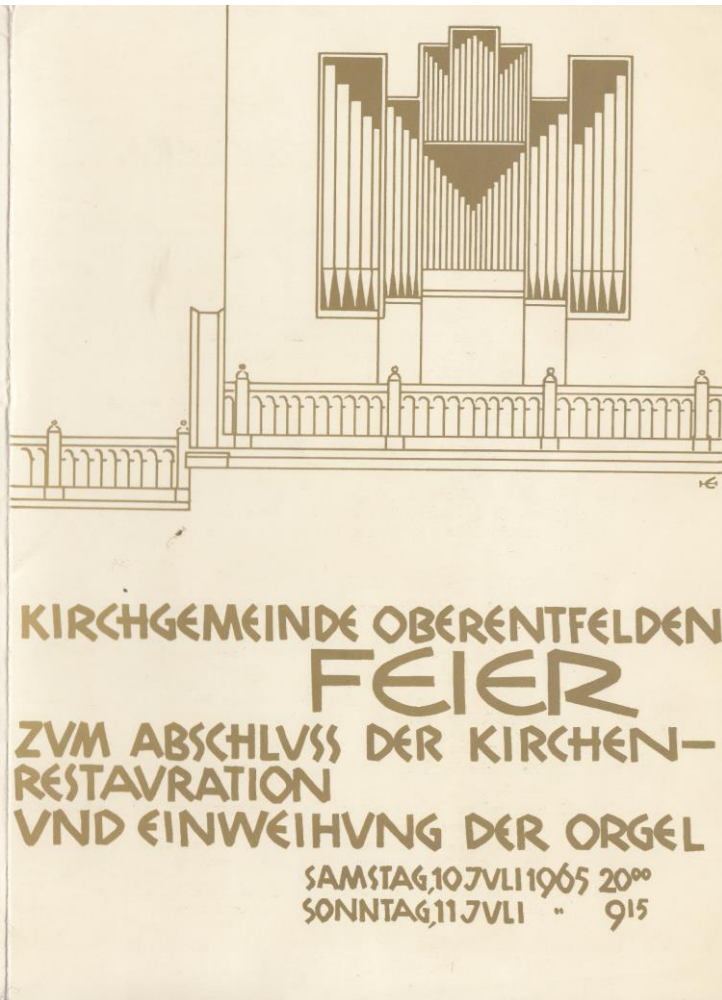 KIRCHGEMEINDE OBERENTFELDEN
FEIER
ZVM ABSCHLVSS DER KIRCHEN-
RESTAVRATION
VND EINWEIHVNG DER ORGEL
SAMSTAG, 10 JVLI 1965 20⁰⁰
SONNTAG, 11 JVLI " 9¹⁵